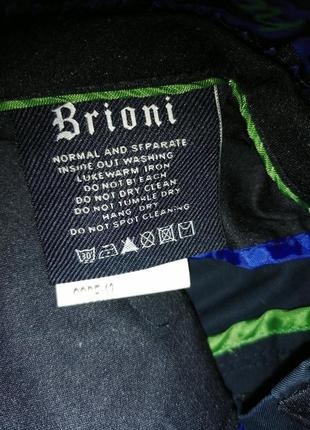 Brioni
NORMAL AND SEPARATE
INSIDE OUT WASHING
LUKEWARM IRON
DO NOT BLEACH
DO NOT DRY CLEAN
DO NOT TUMBLE DRY
HANG DRY
DO NOT SPOT CLEANING
30